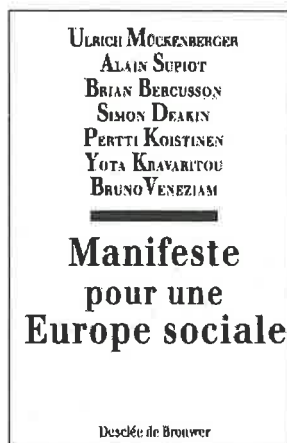 ULRICH MÜCKENBERGER
ALAIN SUPIOT
BRIAN BERCUSSON
SIMON DEAKIN
PERTTI KOISTINEN
YOTA KRAVARITOU
BRUNO VENEZIAM
Manifeste
pour une
Europe sociale
Desclée de Brouwer